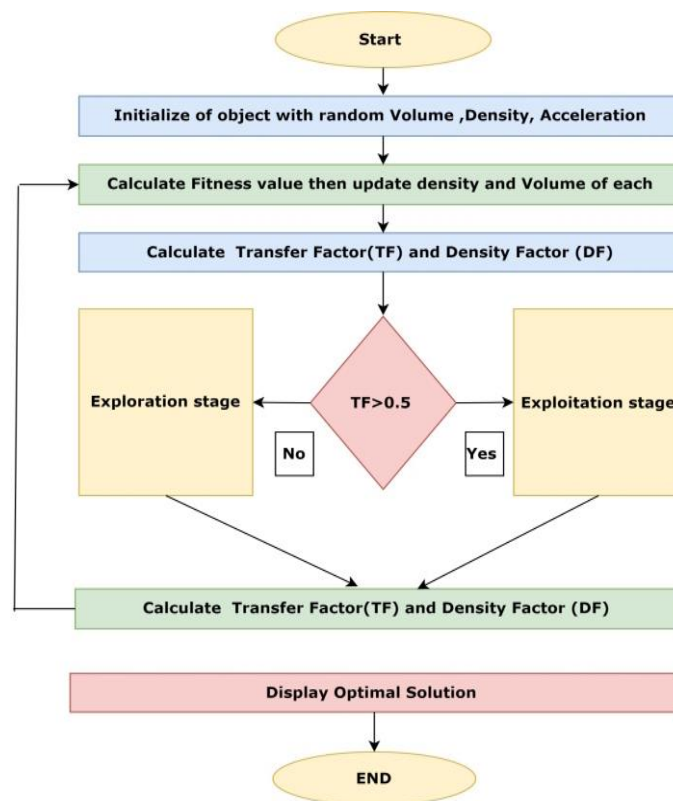 Start
Initialize of object with random Volume ,Density, Acceleration
Calculate Fitness value then update density and Volume of each
Calculate Transfer Factor(TF) and Density Factor (DF)
Exploration stage
TF>0.5
Exploitation stage
No
Yes
Calculate Transfer Factor(TF) and Density Factor (DF)
Display Optimal Solution
END